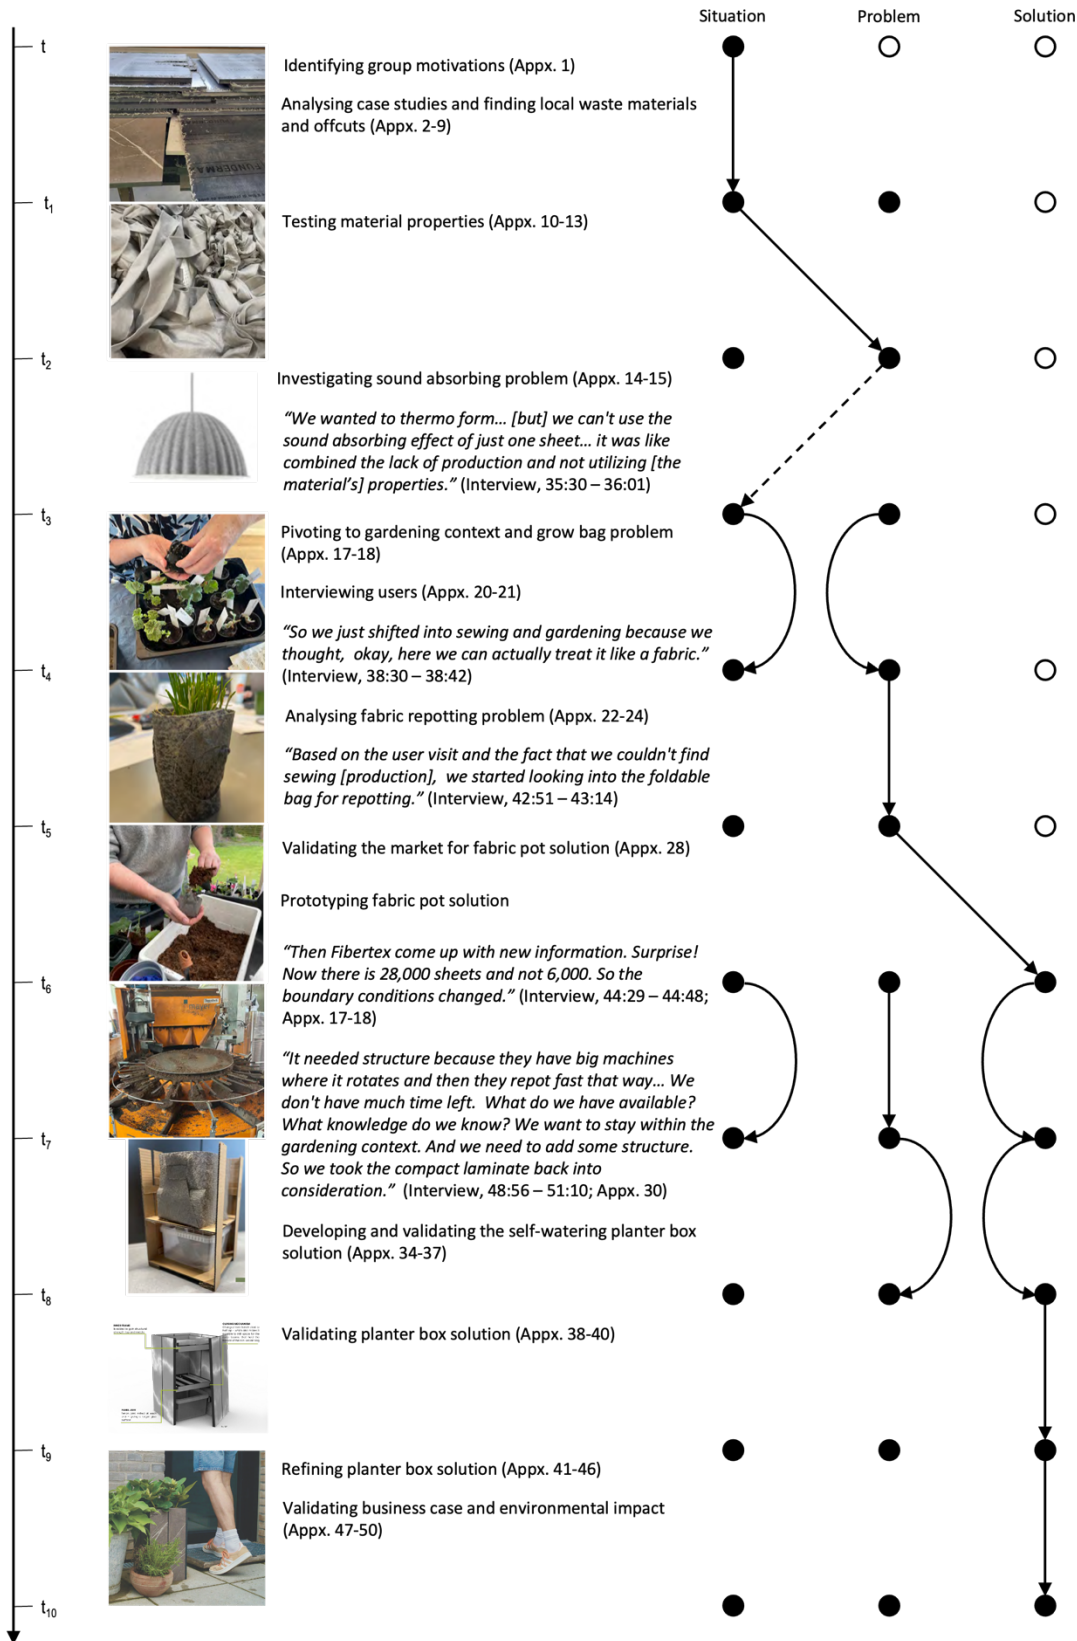 Situation Problem Solution
t
Identifying group motivations (Appx. 1)
Analysing case studies and finding local waste materials
and offcuts (Appx. 2-9)
t1
Testing material properties (Appx. 10-13)
t2
Investigating sound absorbing problem (Appx. 14-15)
“We wanted to thermo form... [but] we can't use the
sound absorbing effect of just one sheet... it was like
combined the lack of production and not utilizing [the
material’s] properties.” (Interview, 35:30 – 36:01)
t3
Pivoting to gardening context and grow bag problem
(Appx. 17-18)
Interviewing users (Appx. 20-21)
“So we just shifted into sewing and gardening because we
thought, okay, here we can actually treat it like a fabric.”
(Interview, 38:30 – 38:42)
t4
Analysing fabric repotting problem (Appx. 22-24)
“Based on the user visit and the fact that we couldn't find
sewing [production], we started looking into the foldable
bag for repotting.” (Interview, 42:51 – 43:14)
t5
Validating the market for fabric pot solution (Appx. 28)
Prototyping fabric pot solution
“Then Fibertex come up with new information. Surprise!
Now there is 28,000 sheets and not 6,000. So the
boundary conditions changed.” (Interview, 44:29 – 44:48;
Appx. 17-18)
t6
“It needed structure because they have big machines
where it rotates and then they repot fast that way... We
don't have much time left. What do we have available?
What knowledge do we know? We want to stay within the
gardening context. And we need to add some structure.
So we took the compact laminate back into
consideration.” (Interview, 48:56 – 51:10; Appx. 30)
t7
Developing and validating the self-watering planter box
solution (Appx. 34-37)
t8
Validating planter box solution (Appx. 38-40)
t9
Refining planter box solution (Appx. 41-46)
Validating business case and environmental impact
(Appx. 47-50)
t10